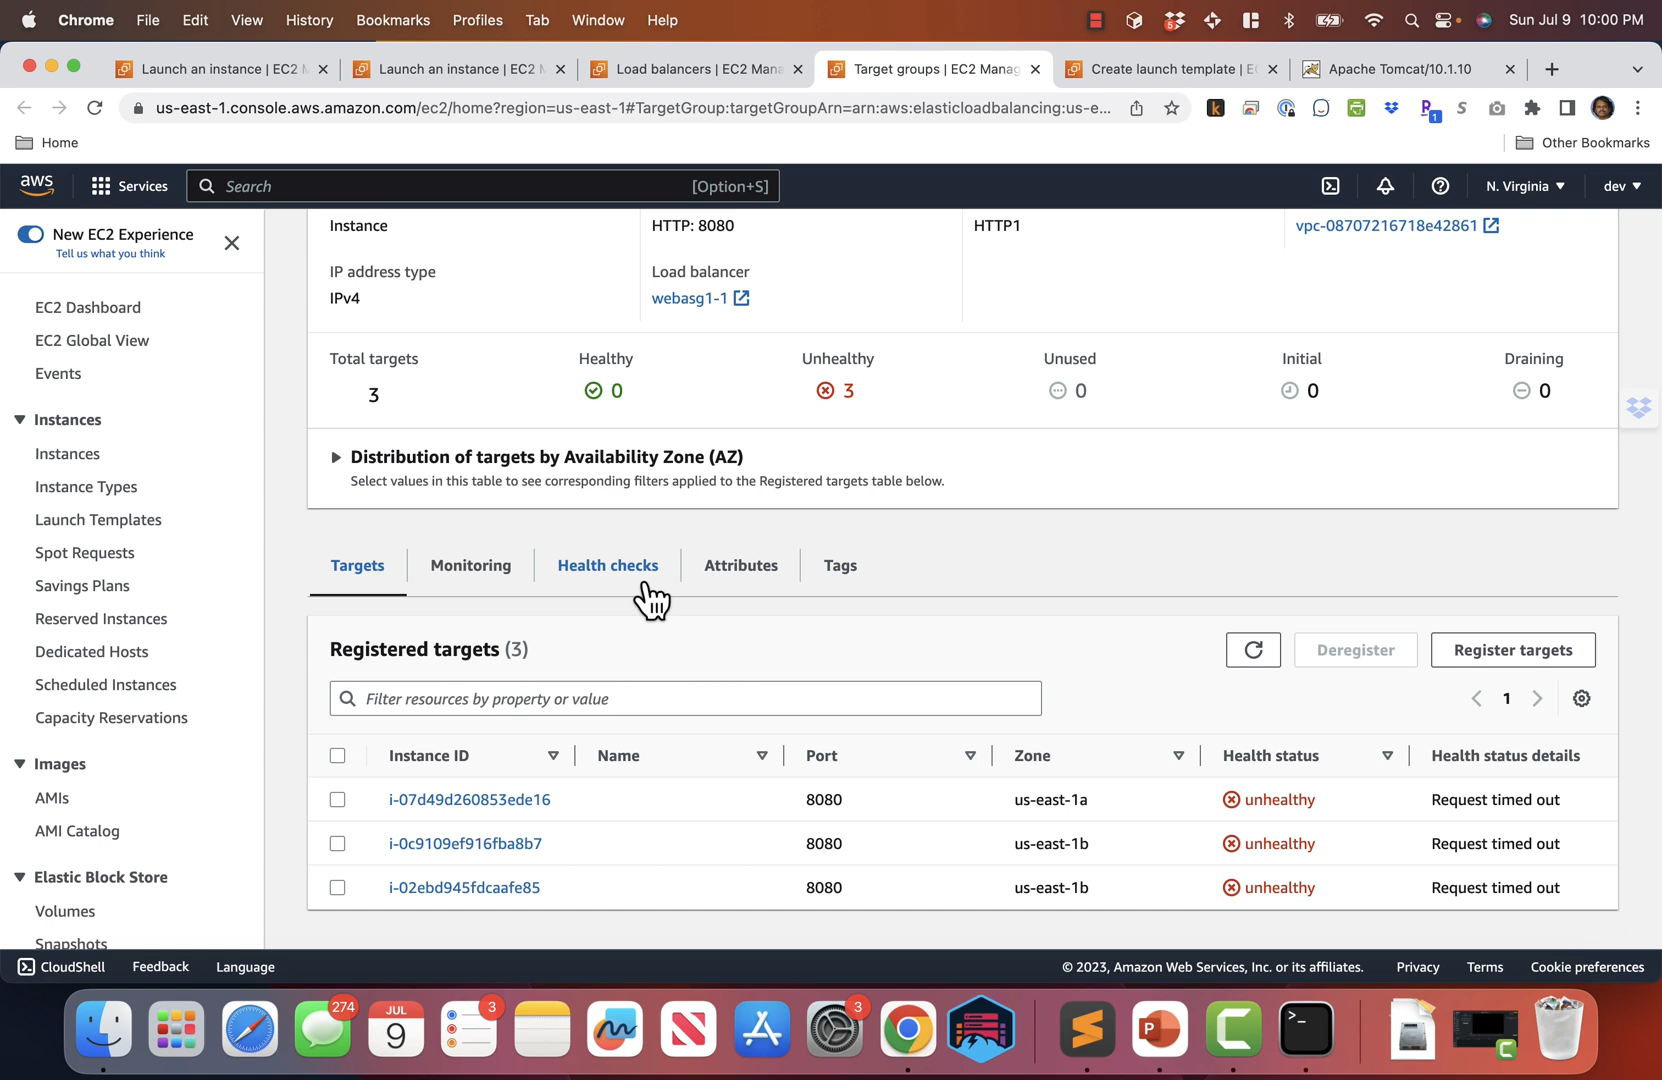 Chrome File Edit View History Bookmarks Profiles Tab Window Help 5 Sun Jul 9 10:00 PM
Launch an instance | EC2 M Launch an instance | EC2 M Load balancers | EC2 Mana Target groups | EC2 Manag Create launch template | EC Apache Tomcat/10.1.10
us-east-1.console.aws.amazon.com/ec2/home?region=us-east-1#TargetGroup:targetGroupArn=arn:aws:elasticloadbalancing:us-e... 1
Home Other Bookmarks
aws Services Search [Option+S] N. Virginia dev
New EC2 Experience
Tell us what you think
EC2 Dashboard
EC2 Global View
Events
Instances
Instances
Instance Types
Launch Templates
Spot Requests
Savings Plans
Reserved Instances
Dedicated Hosts
Scheduled Instances
Capacity Reservations
Images
AMIs
AMI Catalog
Elastic Block Store
Volumes
Snapshots
Instance HTTP: 8080 HTTP1 vpc-08707216718e42861
IP address type Load balancer
IPv4 webasg1-1
Total targets Healthy Unhealthy Unused Initial Draining
3 0 3 0 0 0
Distribution of targets by Availability Zone (AZ)
Select values in this table to see corresponding filters applied to the Registered targets table below.
Targets Monitoring Health checks Attributes Tags
Registered targets (3) Deregister Register targets
Filter resources by property or value 1
Instance ID Name Port Zone Health status Health status details
i-07d49d260853ede16 8080 us-east-1a unhealthy Request timed out
i-0c9109ef916fba8b7 8080 us-east-1b unhealthy Request timed out
i-02ebd945fdcaafe85 8080 us-east-1b unhealthy Request timed out
CloudShell Feedback Language © 2023, Amazon Web Services, Inc. or its affiliates. Privacy Terms Cookie preferences
274 JUL 9 3 3 P